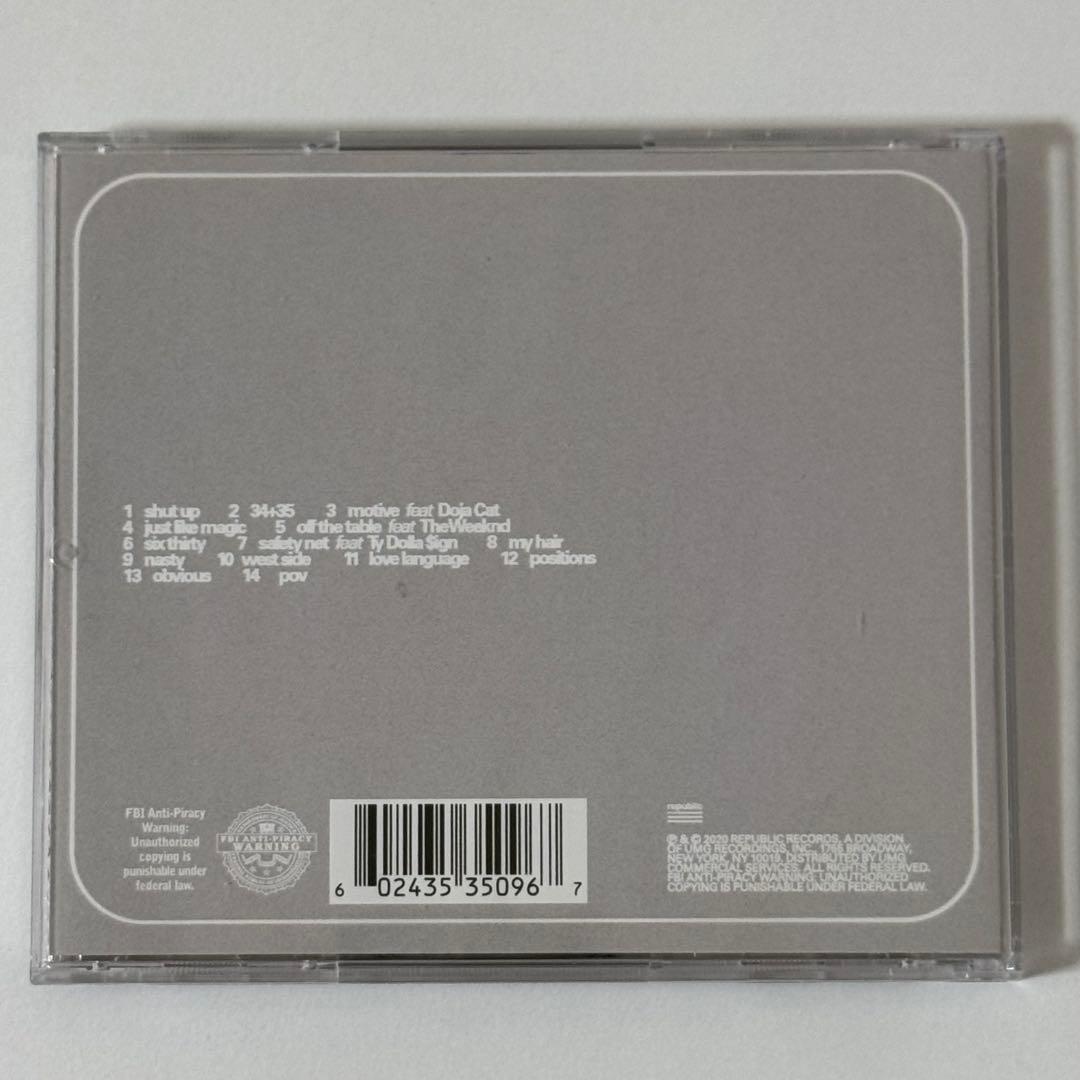 1 shut up 2 34+35 3 motive feat Doja Cat
4 just like magic 5 off the table feat The Weeknd
6 six thirty 7 safety net feat Ty Dolla $ign 8 my hair
9 nasty 10 west side 11 love language 12 positions
13 obvious 14 pov
FBI Anti-Piracy
Warning:
Unauthorized
copying is
punishable under
federal law.
FBI ANTI-PIRACY
WARNING
6 02435 35096 7
republic
℗ & © 2020 REPUBLIC RECORDS, A DIVISION
OF UMG RECORDINGS, INC., 1755 BROADWAY,
NEW YORK, NY 10019. DISTRIBUTED BY UMG
COMMERCIAL SERVICES. ALL RIGHTS RESERVED.
FBI ANTI-PIRACY WARNING: UNAUTHORIZED
COPYING IS PUNISHABLE UNDER FEDERAL LAW.